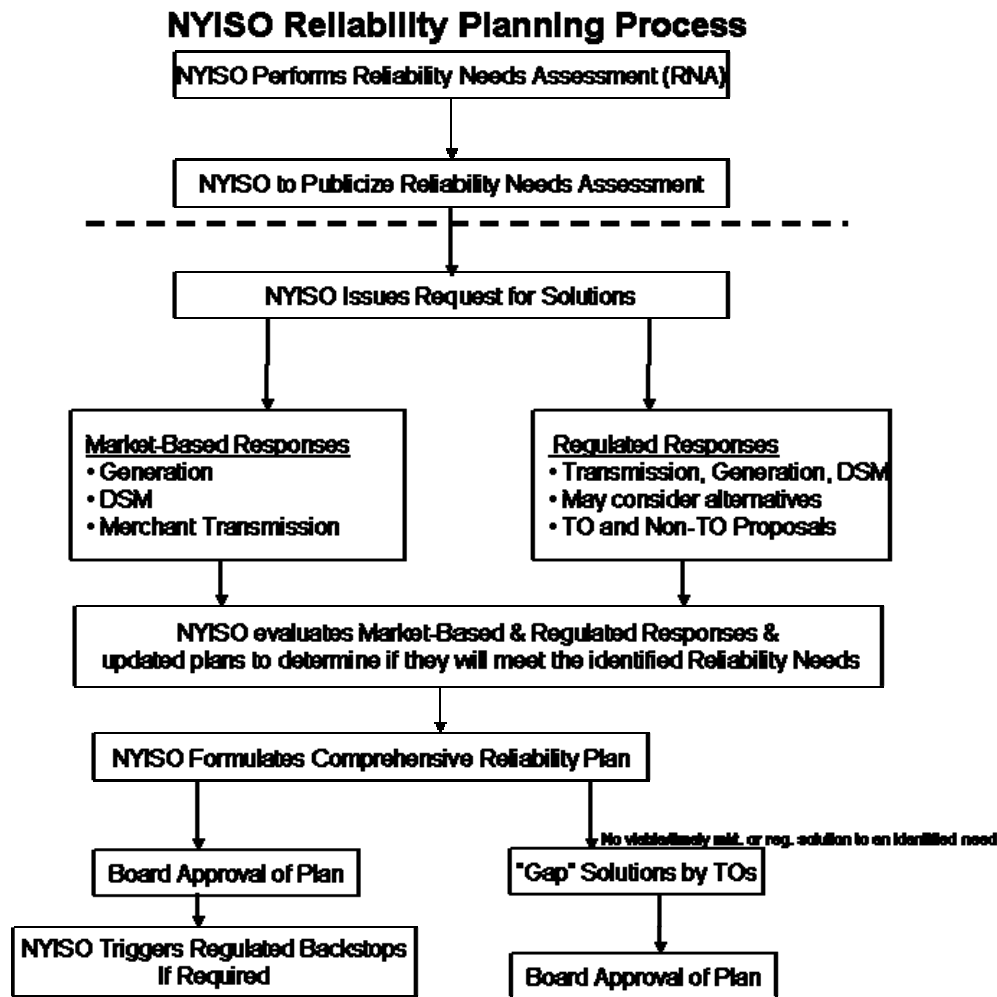 NYISO Reliability Planning Process
NYISO Performs Reliability Needs Assessment (RNA)
NYISO to Publicize Reliability Needs Assessment
NYISO Issues Request for Solutions
Market-Based Responses
• Generation
• DSM
• Merchant Transmission
Regulated Responses
• Transmission, Generation, DSM
• May consider alternatives
• TO and Non-TO Proposals
NYISO evaluates Market-Based & Regulated Responses &
updated plans to determine if they will meet the identified Reliability Needs
NYISO Formulates Comprehensive Reliability Plan
No viable/timely mkt. or reg. solution to an identified need
Board Approval of Plan
"Gap" Solutions by TOs
NYISO Triggers Regulated Backstops
If Required
Board Approval of Plan